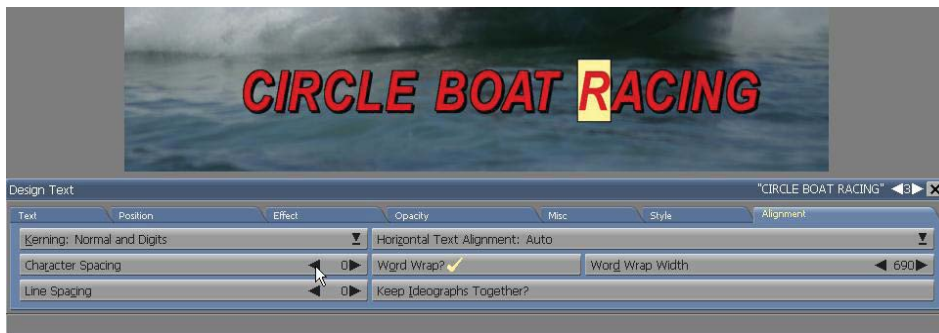 CIRCLE BOAT RACING
Design Text "CIRCLE BOAT RACING" 3
Text Position Effect Opacity Misc Style Alignment
Kerning: Normal and Digits Horizontal Text Alignment: Auto
Character Spacing 0 Word Wrap? Word Wrap Width 690
Line Spacing 0 Keep Ideographs Together?